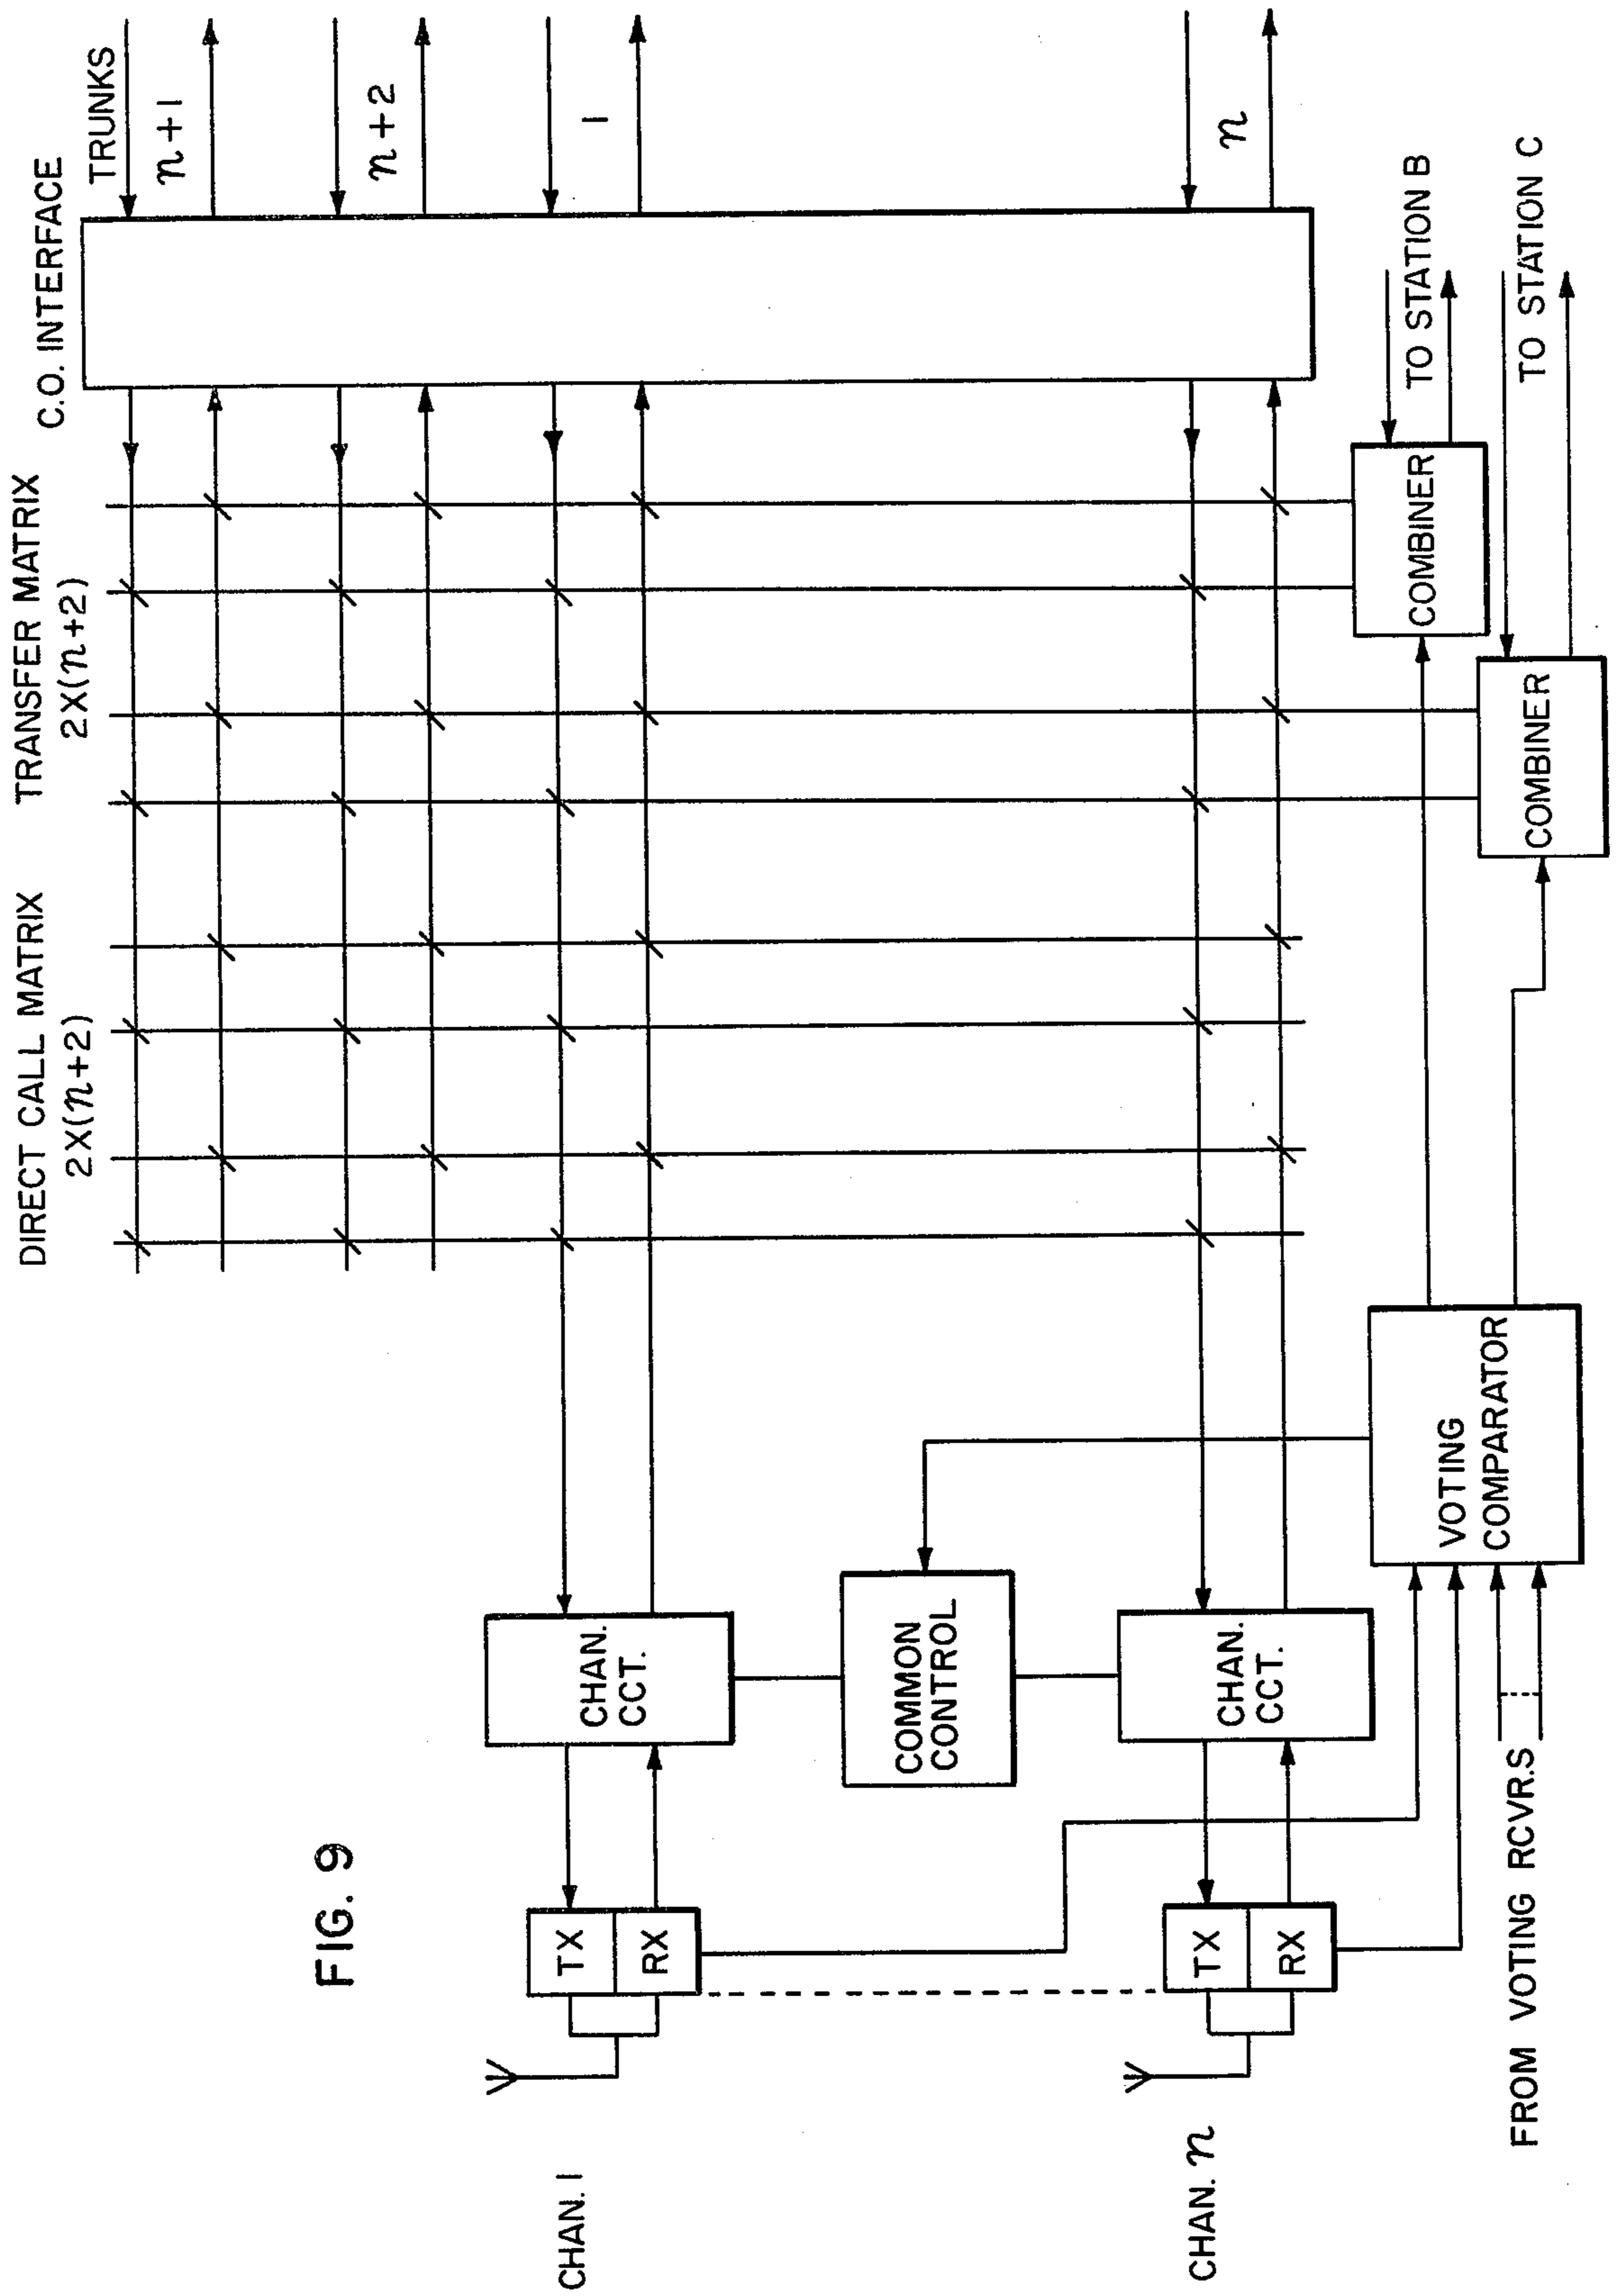 FIG. 9
DIRECT CALL MATRIX
2X(n+2)
TRANSFER MATRIX
2X(n+2)
C.O. INTERFACE
TRUNKS
n+1
n+2
1
n
CHAN. 1
TX
RX
CHAN.
CCT.
COMMON
CONTROL
CHAN. n
TX
RX
CHAN.
CCT.
VOTING
COMPARATOR
COMBINER
TO STATION B
COMBINER
TO STATION C
FROM VOTING RCVR.S